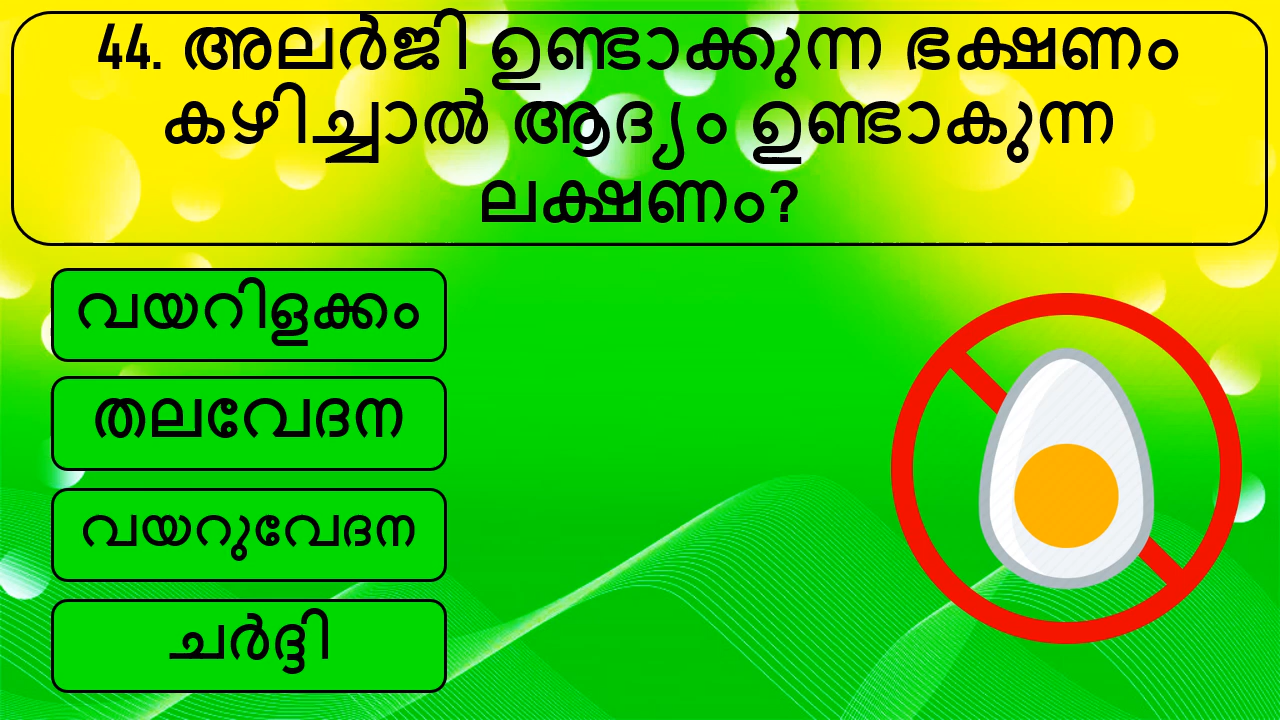 44. അലർജി ഉണ്ടാക്കുന്ന ഭക്ഷണം
കഴിച്ചാൽ ആദ്യം ഉണ്ടാകുന്ന
ലക്ഷണം?
വയറിളക്കം
തലവേദന
വയറുവേദന
ചർദ്ദി